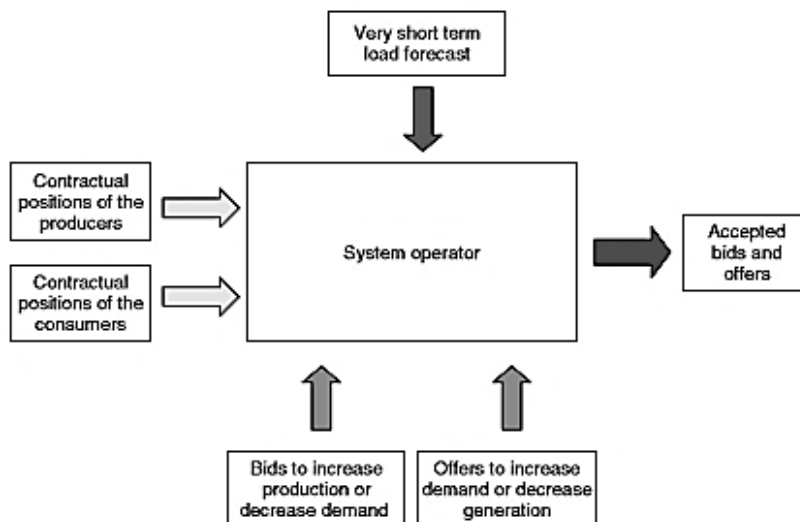 Very short term
load forecast
Contractual
positions of the
producers
Contractual
positions of the
consumers
System operator
Accepted
bids and
offers
Bids to increase
production or
decrease demand
Offers to increase
demand or decrease
generation